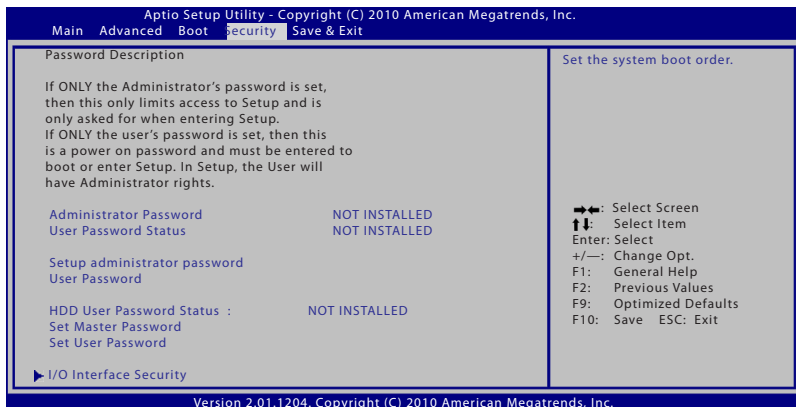 Aptio Setup Utility - Copyright (C) 2010 American Megatrends, Inc.
Main Advanced Boot Security Save & Exit
Password Description
If ONLY the Administrator's password is set,
then this only limits access to Setup and is
only asked for when entering Setup.
If ONLY the user's password is set, then this
is a power on password and must be entered to
boot or enter Setup. In Setup, the User will
have Administrator rights.
Administrator Password NOT INSTALLED
User Password Status NOT INSTALLED
Setup administrator password
User Password
HDD User Password Status : NOT INSTALLED
Set Master Password
Set User Password
I/O Interface Security
Set the system boot order.
→←: Select Screen
↑↓: Select Item
Enter: Select
+/—: Change Opt.
F1: General Help
F2: Previous Values
F9: Optimized Defaults
F10: Save ESC: Exit
Version 2.01.1204. Copyright (C) 2010 American Megatrends, Inc.